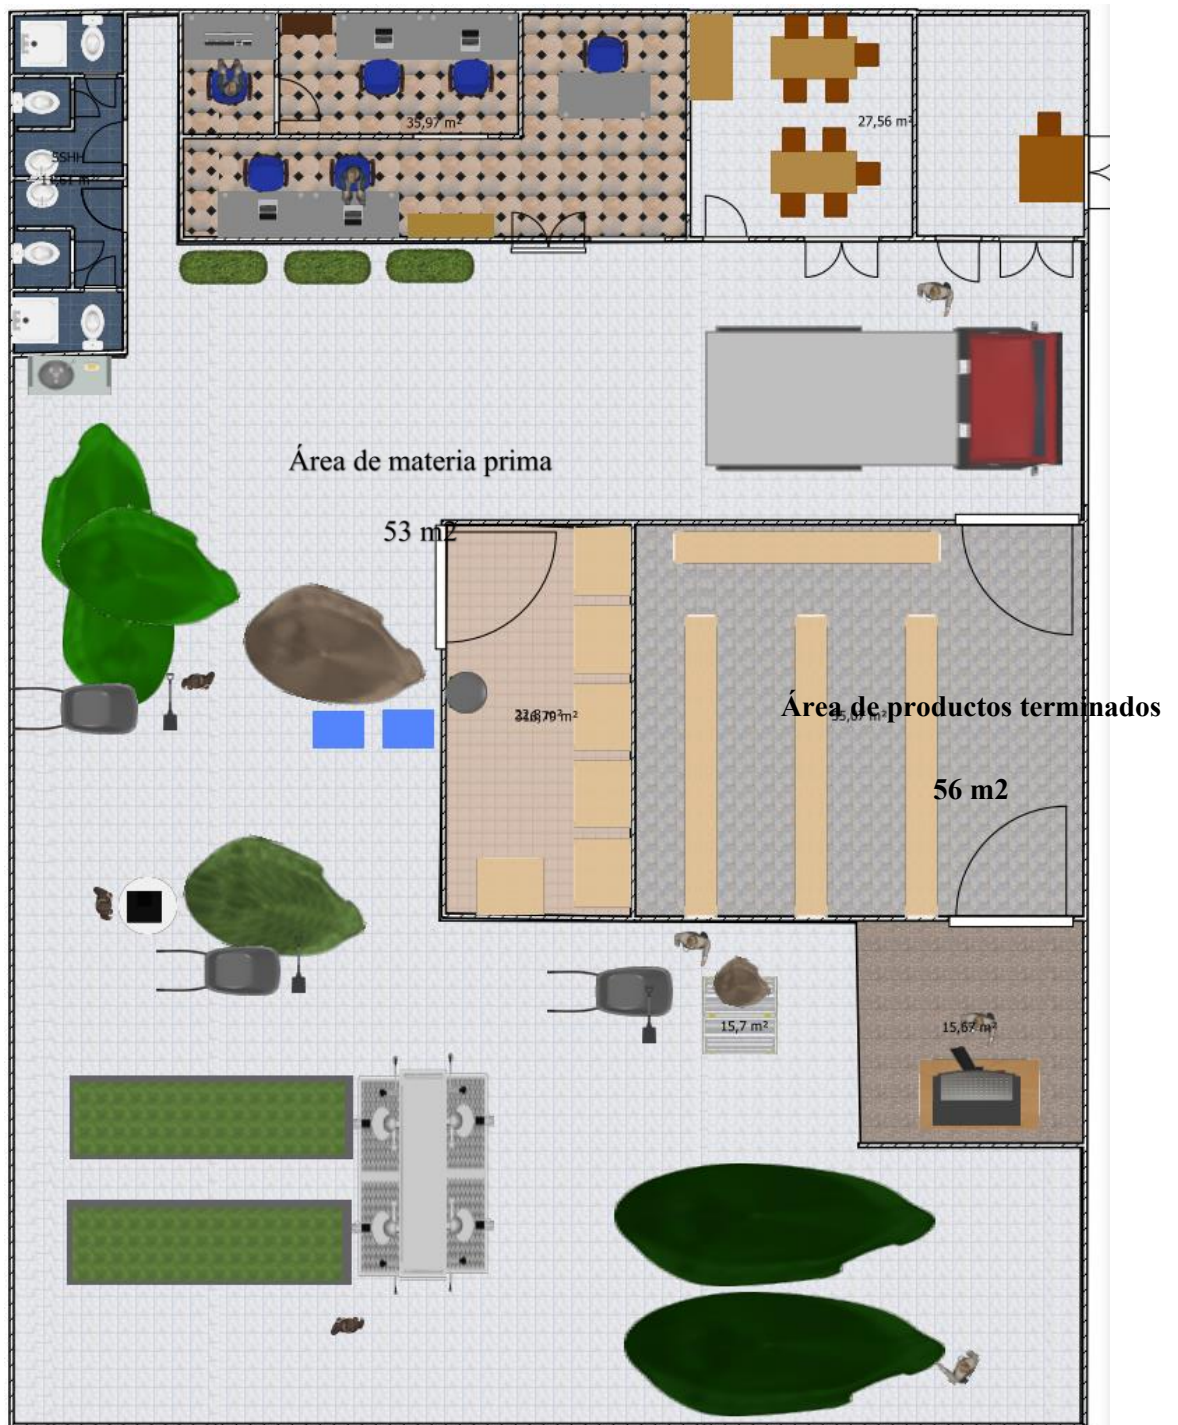 35,97 m²
27,56 m²
SSHH
Área de materia prima
53 m2
Área de productos terminados
56 m2
15,7 m²
15,67 m²